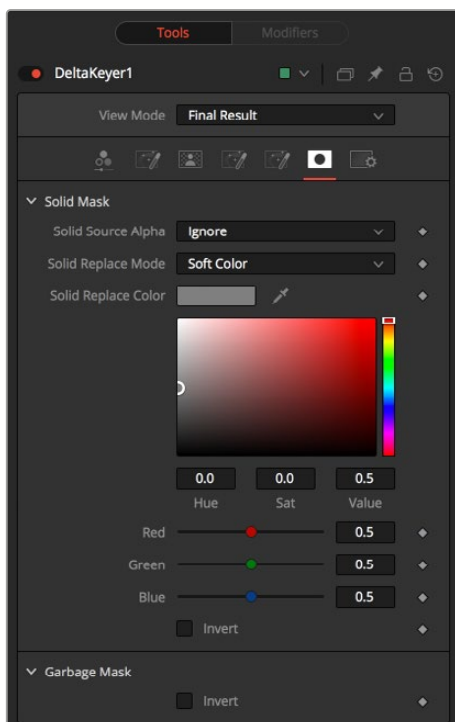 Tools Modifiers
DeltaKeyer1
View Mode Final Result
Solid Mask
Solid Source Alpha Ignore
Solid Replace Mode Soft Color
Solid Replace Color
0.0 0.0 0.5
Hue Sat Value
Red 0.5
Green 0.5
Blue 0.5
Invert
Garbage Mask
Invert